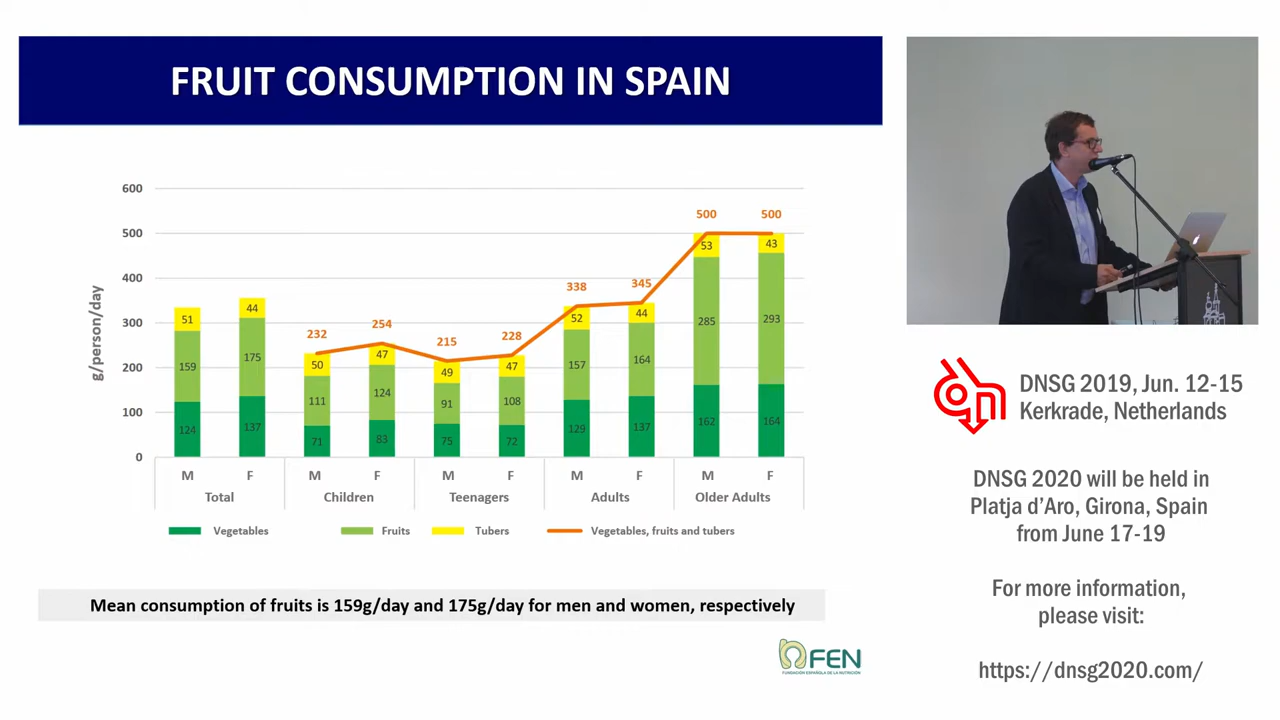 FRUIT CONSUMPTION IN SPAIN
g/person/day
600
500
400
300
200
100
0
51
159
124
44
175
137
232
50
111
71
254
47
124
83
215
49
91
75
228
47
108
72
338
52
157
129
345
44
164
137
500
53
285
162
500
43
293
164
M F M F M F M F M F
Total Children Teenagers Adults Older Adults
Vegetables Fruits Tubers Vegetables, fruits and tubers
Mean consumption of fruits is 159g/day and 175g/day for men and women, respectively
FEN
FUNDACIÓN ESPAÑOLA DE LA NUTRICIÓN
DNSG 2019, Jun. 12-15
Kerkrade, Netherlands
DNSG 2020 will be held in
Platja d'Aro, Girona, Spain
from June 17-19
For more information,
please visit:
https://dnsg2020.com/